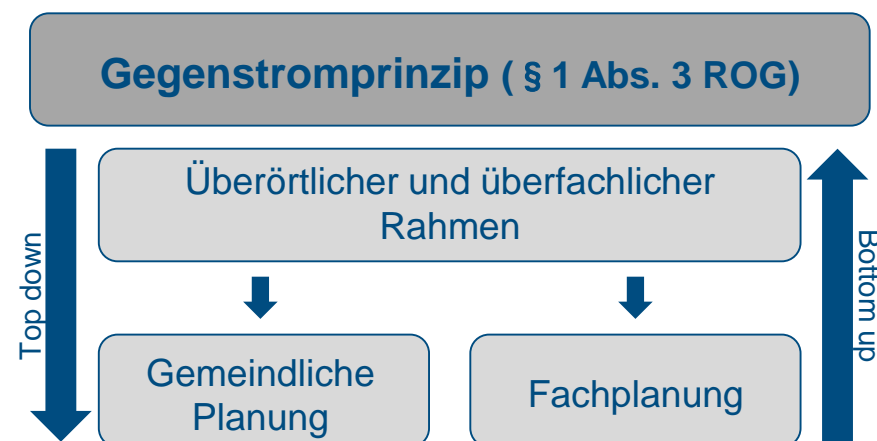 Gegenstromprinzip ( § 1 Abs. 3 ROG)
Überörtlicher und überfachlicher
Rahmen
Top down
Bottom up
Gemeindliche
Planung
Fachplanung